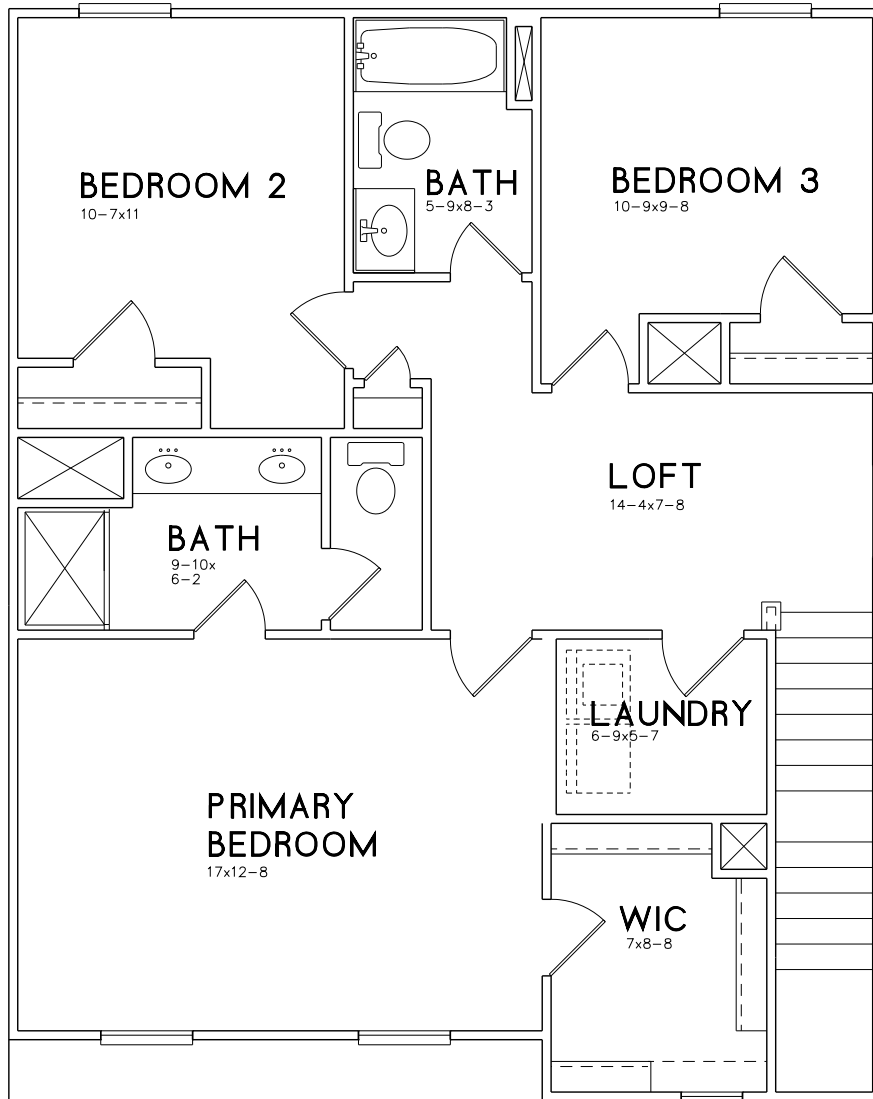 BEDROOM 2
10-7x11
BATH
5-9x8-3
BEDROOM 3
10-9x9-8
LOFT
14-4x7-8
BATH
9-10x
6-2
LAUNDRY
6-9x5-7
PRIMARY
BEDROOM
17x12-8
WIC
7x8-8